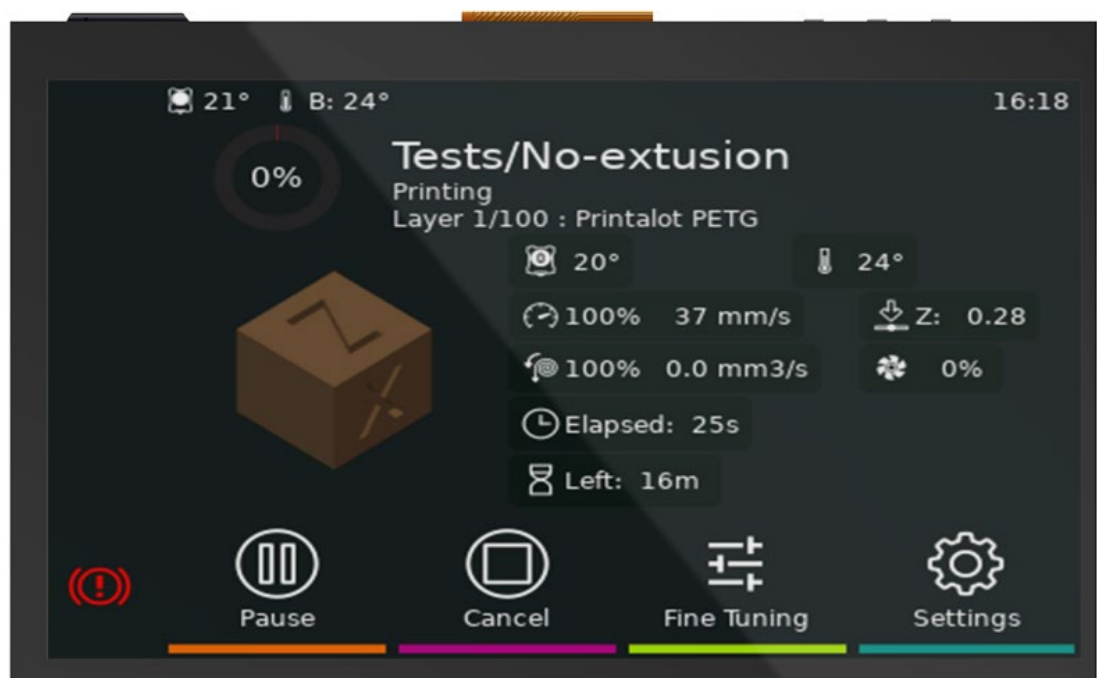 21° B: 24° 16:18
0%
Tests/No-extusion
Printing
Layer 1/100 : Printalot PETG
20° 24°
100% 37 mm/s Z: 0.28
100% 0.0 mm3/s 0%
Elapsed: 25s
Left: 16m
Z
X
Pause Cancel Fine Tuning Settings